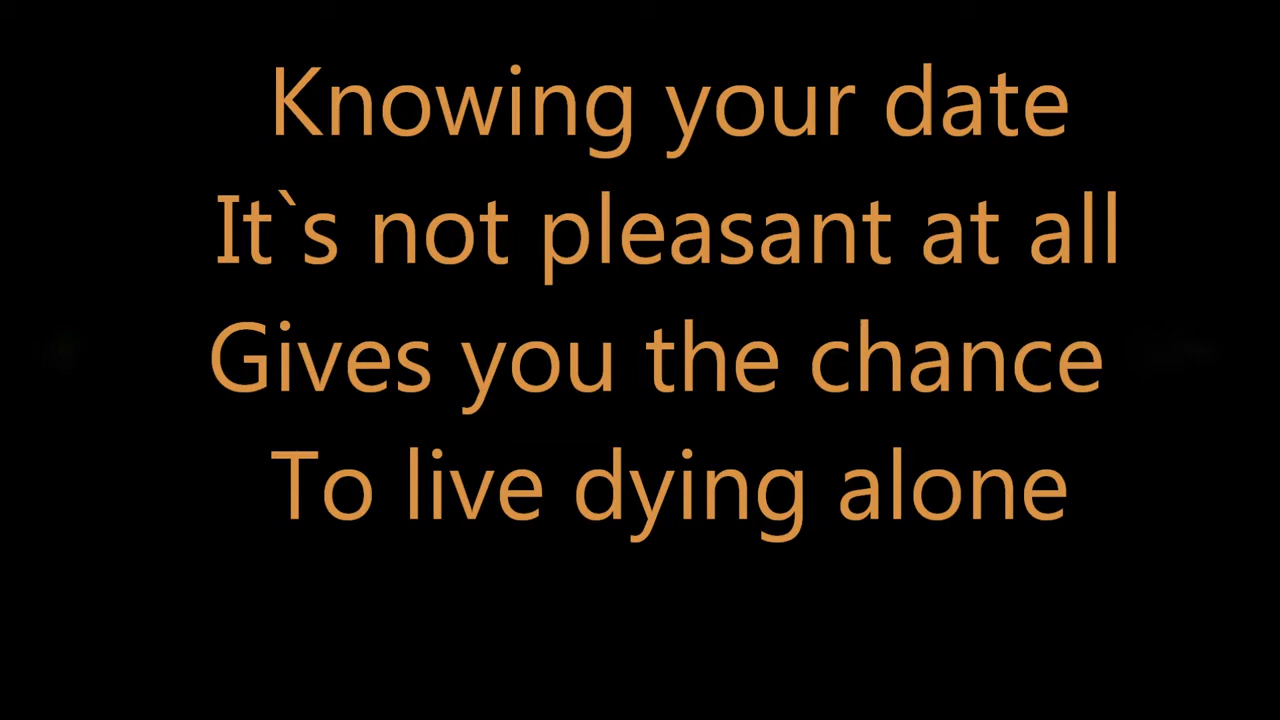 Knowing your date
It`s not pleasant at all
Gives you the chance
To live dying alone